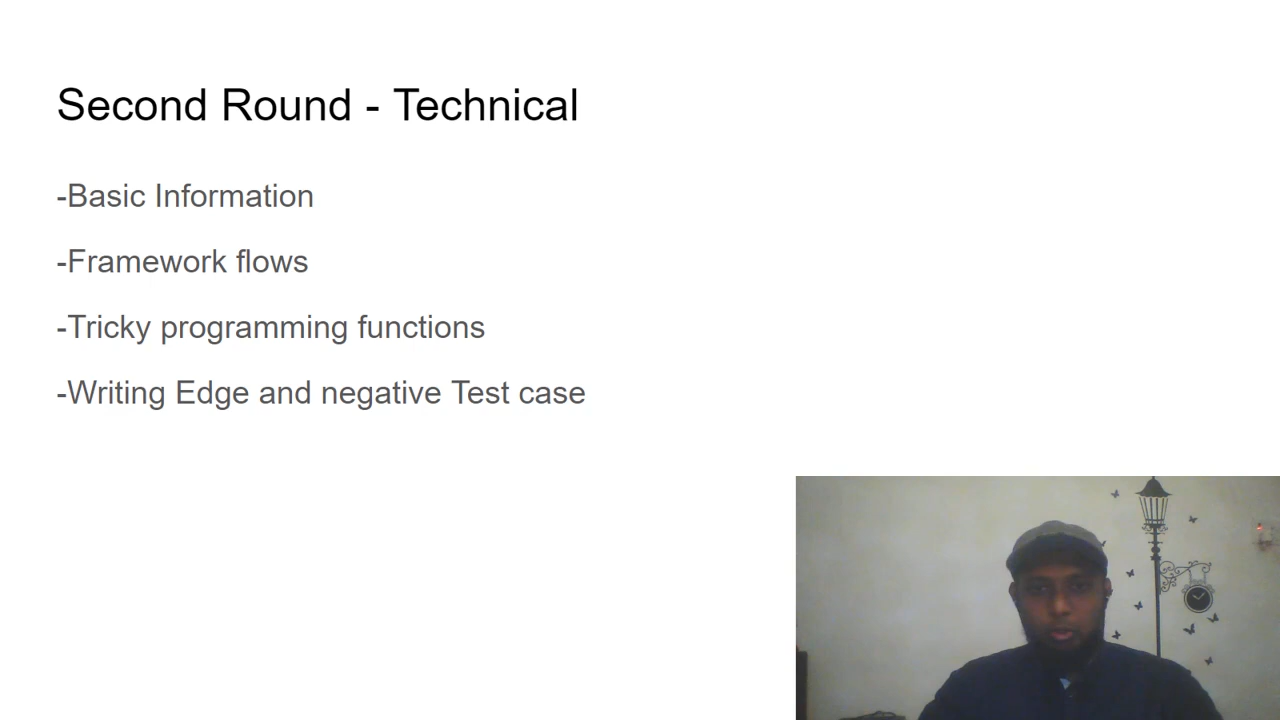 Second Round - Technical
-Basic Information
-Framework flows
-Tricky programming functions
-Writing Edge and negative Test case